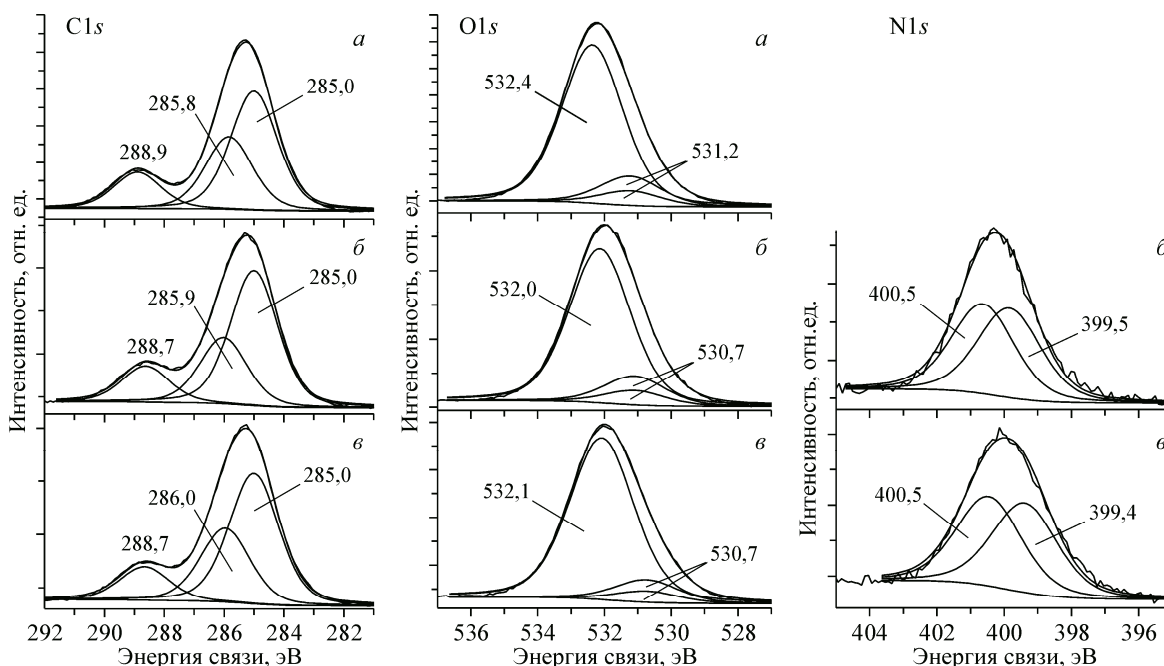 C1s
а
285,8
285,0
288,9
б
285,9
285,0
288,7
в
286,0
285,0
288,7
Интенсивность, отн. ед.
292 290 288 286 284 282
Энергия связи, эВ
O1s
а
532,4
531,2
б
532,0
530,7
в
532,1
530,7
Интенсивность, отн. ед.
536 534 532 530 528
Энергия связи, эВ
N1s
б
400,5
399,5
в
400,5
399,4
Интенсивность, отн.ед.
404 402 400 398 396
Энергия связи, эВ